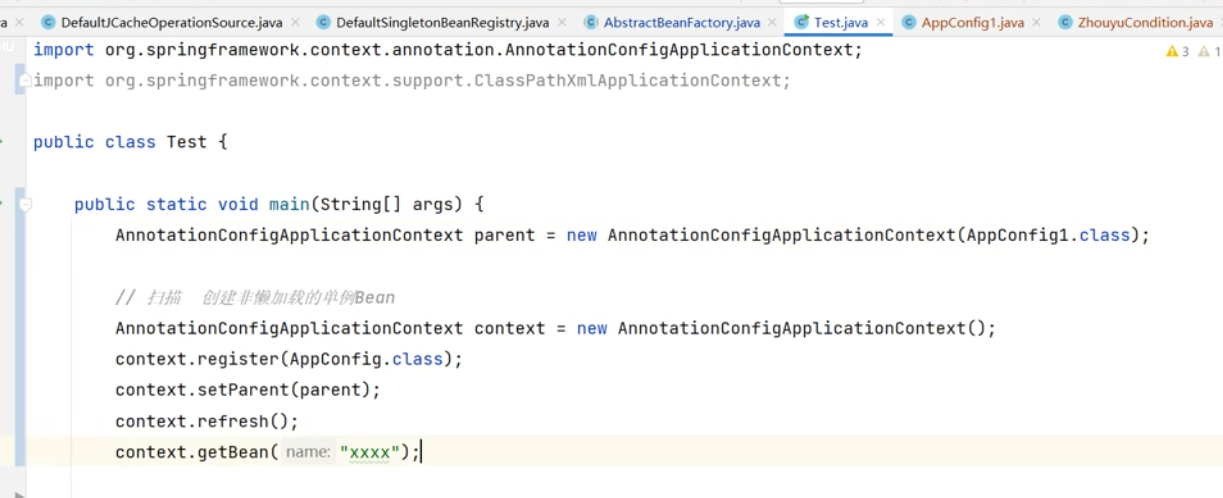 DefaultJCacheOperationSource.java DefaultSingletonBeanRegistry.java AbstractBeanFactory.java Test.java AppConfig1.java ZhouyuCondition.java
import org.springframework.context.annotation.AnnotationConfigApplicationContext; 3 1
import org.springframework.context.support.ClassPathXmlApplicationContext;
public class Test {
public static void main(String[] args) {
AnnotationConfigApplicationContext parent = new AnnotationConfigApplicationContext(AppConfig1.class);
// 扫描 创建非懒加载的单例Bean
AnnotationConfigApplicationContext context = new AnnotationConfigApplicationContext();
context.register(AppConfig.class);
context.setParent(parent);
context.refresh();
context.getBean( name: "xxxx");